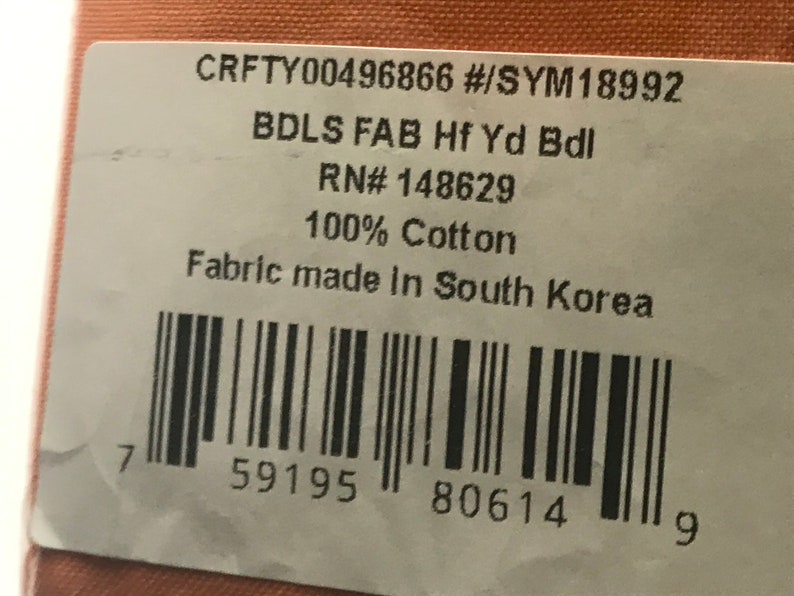 CRFTY00496866 #/SYM18992
BDLS FAB Hf Yd Bdl
RN# 148629
100% Cotton
Fabric made In South Korea
7 59195 80614 9